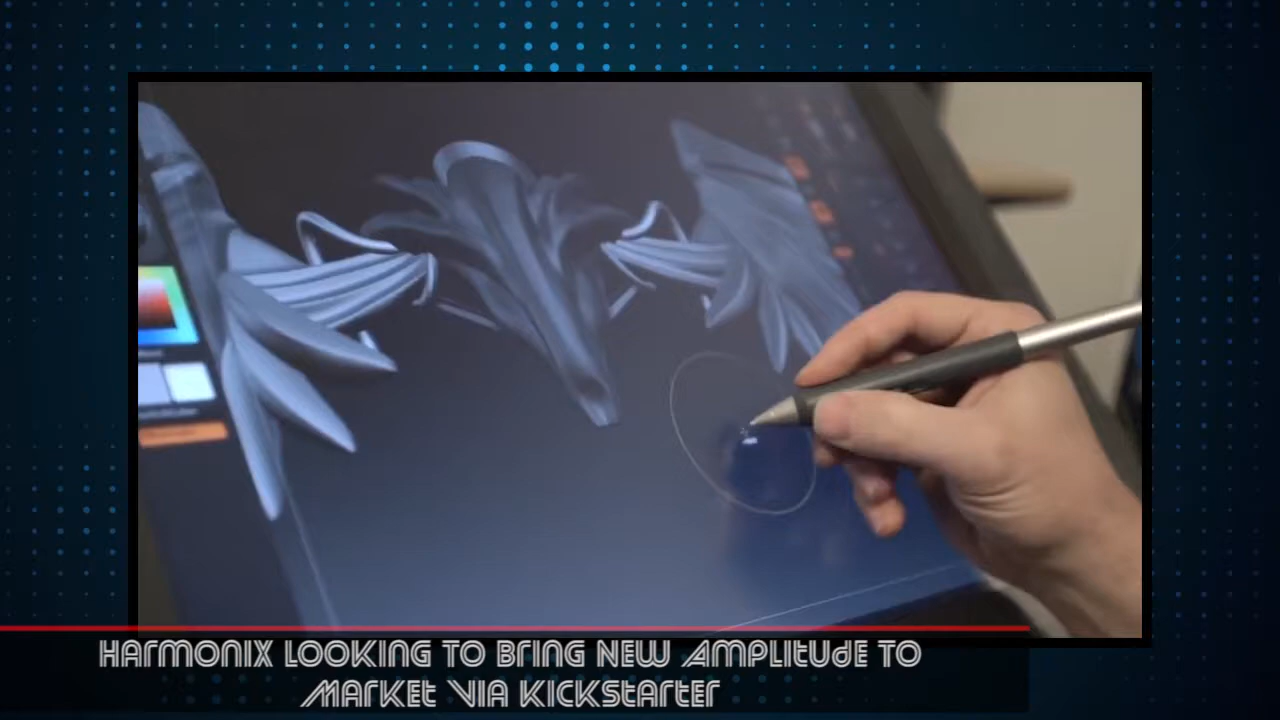 HARMONIX LOOKING TO BRING NEW AMPLITUDE TO
MARKET VIA KICKSTARTER